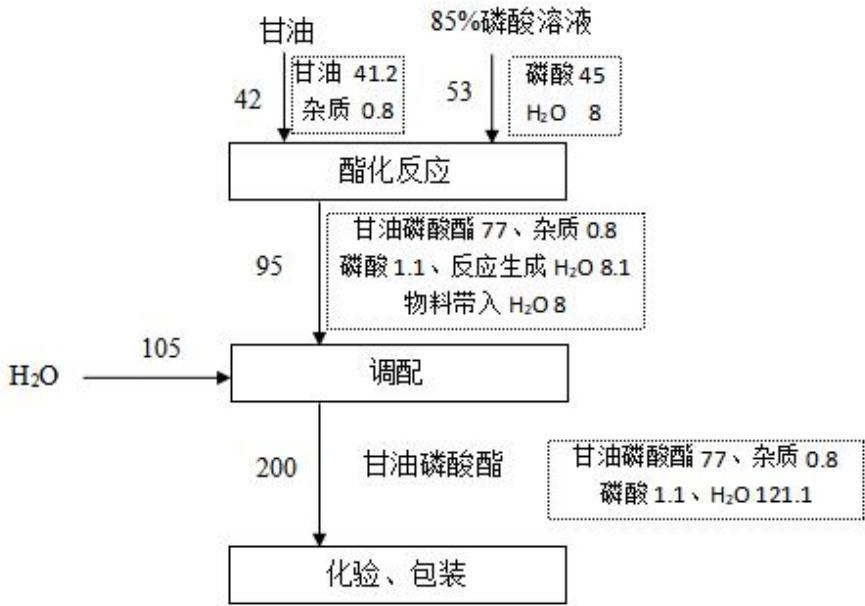 甘油
85%磷酸溶液
42
甘油 41.2
杂质 0.8
53
磷酸 45
H₂O 8
酯化反应
95
甘油磷酸酯 77、杂质 0.8
磷酸 1.1、反应生成 H₂O 8.1
物料带入 H₂O 8
105
H₂O
调配
200
甘油磷酸酯
甘油磷酸酯 77、杂质 0.8
磷酸 1.1、H₂O 121.1
化验、包装